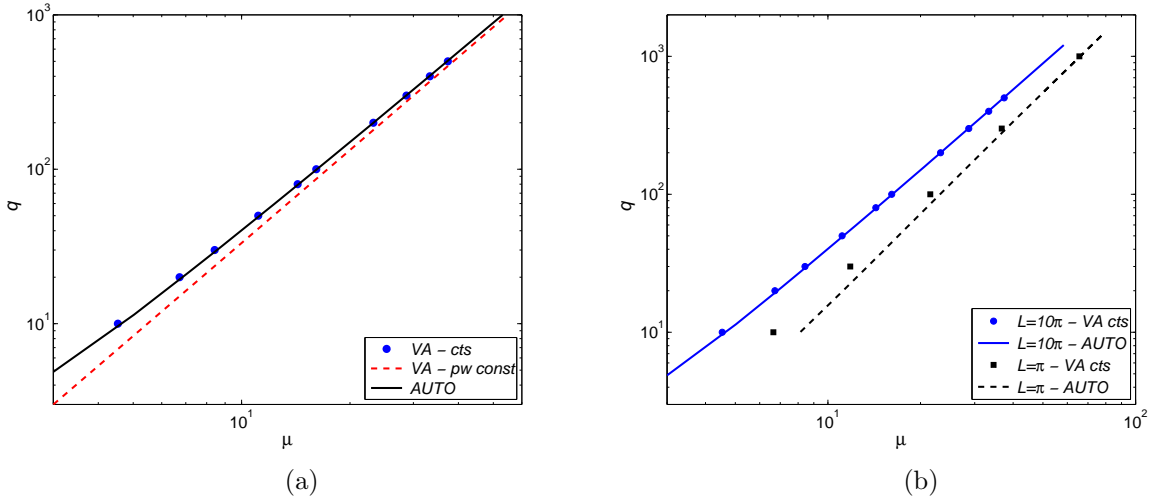 10^3
10^2
10^1
q
10^1
μ
VA – cts
VA – pw const
AUTO
(a)
10^3
10^2
10^1
q
10^1
10^2
μ
L=10π – VA cts
L=10π – AUTO
L=π – VA cts
L=π – AUTO
(b)